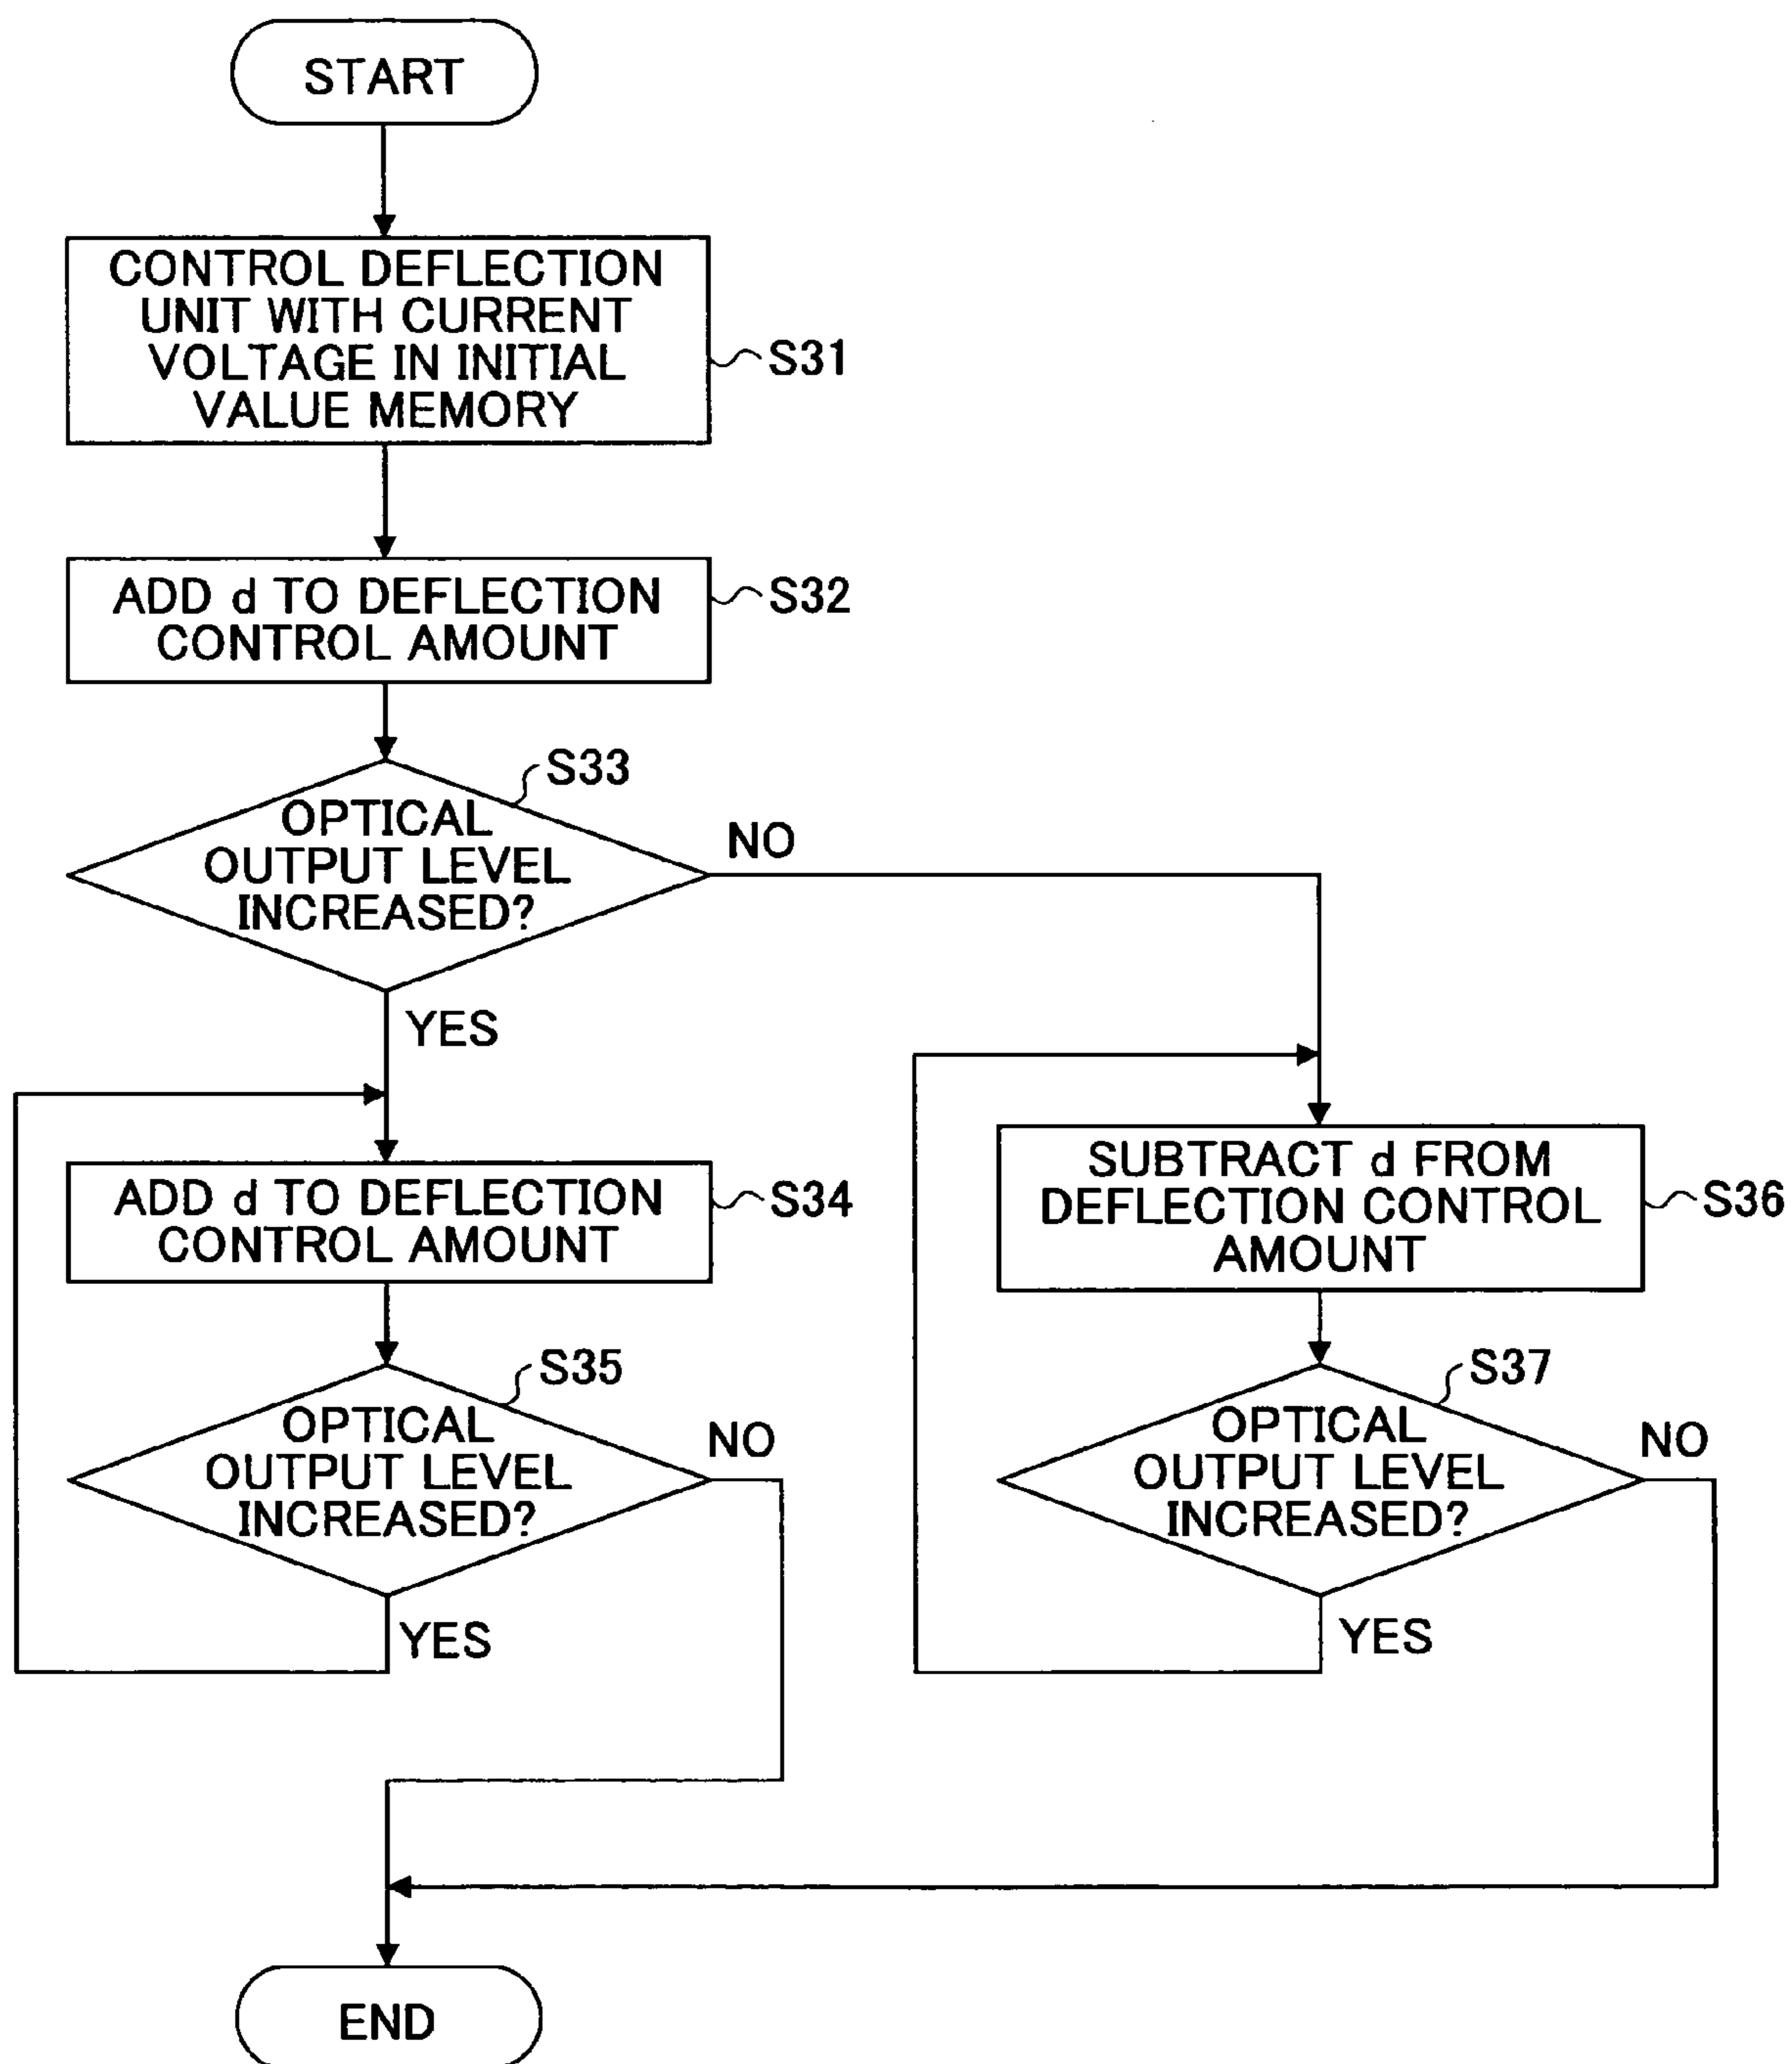 START
CONTROL DEFLECTION
UNIT WITH CURRENT
VOLTAGE IN INITIAL
VALUE MEMORY
S31
ADD d TO DEFLECTION
CONTROL AMOUNT
S32
S33
OPTICAL
OUTPUT LEVEL
INCREASED?
NO
YES
ADD d TO DEFLECTION
CONTROL AMOUNT
S34
SUBTRACT d FROM
DEFLECTION CONTROL
AMOUNT
S36
S35
OPTICAL
OUTPUT LEVEL
INCREASED?
NO
YES
S37
OPTICAL
OUTPUT LEVEL
INCREASED?
NO
YES
END